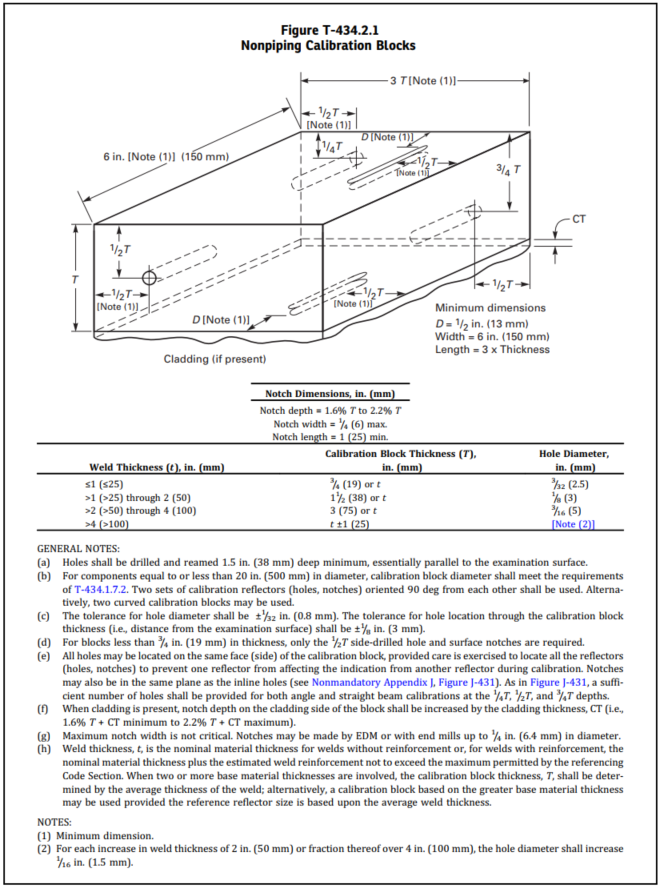 Figure T-434.2.1
Nonpiping Calibration Blocks
3 T [Note (1)]
1/2T
[Note (1)]
D [Note (1)]
1/4T
6 in. [Note (1)] (150 mm)
1/2T
[Note (1)]
3/4 T
CT
1/2T
T
1/2T
[Note (1)]
1/2T
[Note (1)]
1/2T
D [Note (1)]
Minimum dimensions
D = 1/2 in. (13 mm)
Width = 6 in. (150 mm)
Length = 3 x Thickness
Cladding (if present)
Notch Dimensions, in. (mm)
Notch depth = 1.6% T to 2.2% T
Notch width = 1/4 (6) max.
Notch length = 1 (25) min.
Weld Thickness (t), in. (mm) Calibration Block Thickness (T), in. (mm) Hole Diameter, in. (mm)
≤1 (≤25) 3/4 (19) or t 3/32 (2.5)
>1 (>25) through 2 (50) 1 1/2 (38) or t 1/8 (3)
>2 (>50) through 4 (100) 3 (75) or t 3/16 (5)
>4 (>100) t ±1 (25) [Note (2)]
GENERAL NOTES:
(a) Holes shall be drilled and reamed 1.5 in. (38 mm) deep minimum, essentially parallel to the examination surface.
(b) For components equal to or less than 20 in. (500 mm) in diameter, calibration block diameter shall meet the requirements
of T-434.1.7.2. Two sets of calibration reflectors (holes, notches) oriented 90 deg from each other shall be used. Alterna-
tively, two curved calibration blocks may be used.
(c) The tolerance for hole diameter shall be ±1/32 in. (0.8 mm). The tolerance for hole location through the calibration block
thickness (i.e., distance from the examination surface) shall be ±1/8 in. (3 mm).
(d) For blocks less than 3/4 in. (19 mm) in thickness, only the 1/2T side-drilled hole and surface notches are required.
(e) All holes may be located on the same face (side) of the calibration block, provided care is exercised to locate all the reflectors
(holes, notches) to prevent one reflector from affecting the indication from another reflector during calibration. Notches
may also be in the same plane as the inline holes (see Nonmandatory Appendix J, Figure J-431). As in Figure J-431, a suffi-
cient number of holes shall be provided for both angle and straight beam calibrations at the 1/4T, 1/2T, and 3/4T depths.
(f) When cladding is present, notch depth on the cladding side of the block shall be increased by the cladding thickness, CT (i.e.,
1.6% T + CT minimum to 2.2% T + CT maximum).
(g) Maximum notch width is not critical. Notches may be made by EDM or with end mills up to 1/4 in. (6.4 mm) in diameter.
(h) Weld thickness, t, is the nominal material thickness for welds without reinforcement or, for welds with reinforcement, the
nominal material thickness plus the estimated weld reinforcement not to exceed the maximum permitted by the referencing
Code Section. When two or more base material thicknesses are involved, the calibration block thickness, T, shall be deter-
mined by the average thickness of the weld; alternatively, a calibration block based on the greater base material thickness
may be used provided the reference reflector size is based upon the average weld thickness.
NOTES:
(1) Minimum dimension.
(2) For each increase in weld thickness of 2 in. (50 mm) or fraction thereof over 4 in. (100 mm), the hole diameter shall increase
1/16 in. (1.5 mm).